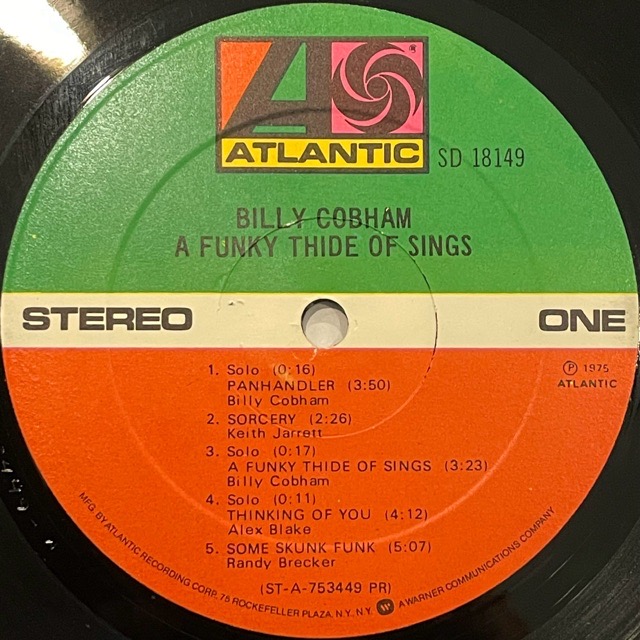 ®
ATLANTIC
SD 18149
BILLY COBHAM
A FUNKY THIDE OF SINGS
STEREO
ONE
1. Solo (0:16)
PANHANDLER (3:50)
Billy Cobham
2. SORCERY (2:26)
Keith Jarrett
3. Solo (0:17)
A FUNKY THIDE OF SINGS (3:23)
Billy Cobham
4. Solo (0:11)
THINKING OF YOU (4:12)
Alex Blake
5. SOME SKUNK FUNK (5:07)
Randy Brecker
(ST-A-753449 PR)
℗ 1975
ATLANTIC
MFG. BY ATLANTIC RECORDING CORP. 75 ROCKEFELLER PLAZA, N.Y., N.Y. A WARNER COMMUNICATIONS COMPANY